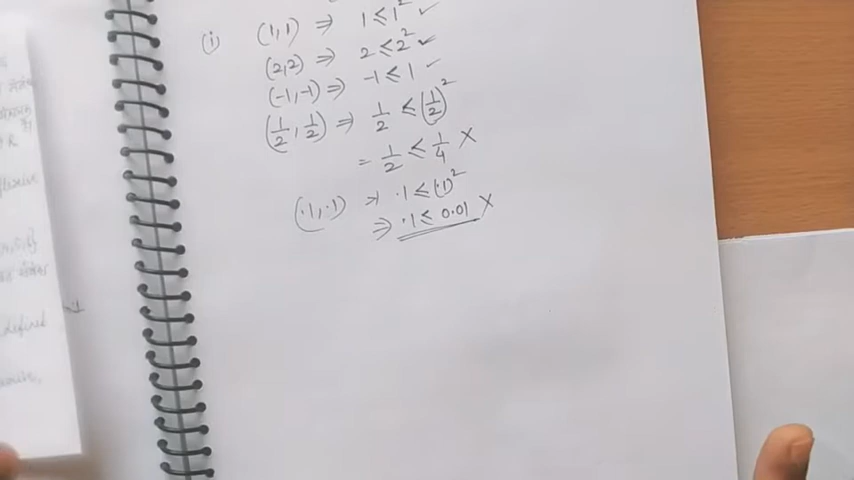 (i) (1,1) ⇒ 1 ≤ 1² ✓
(2,2) ⇒ 2 ≤ 2² ✓
(-1,-1) ⇒ -1 ≤ 1 ✓
(1/2, 1/2) ⇒ 1/2 ≤ (1/2)²
= 1/2 ≤ 1/4 ×
(.1,.1) ⇒ .1 ≤ (.1)²
⇒ .1 ≤ 0.01 ×
defined